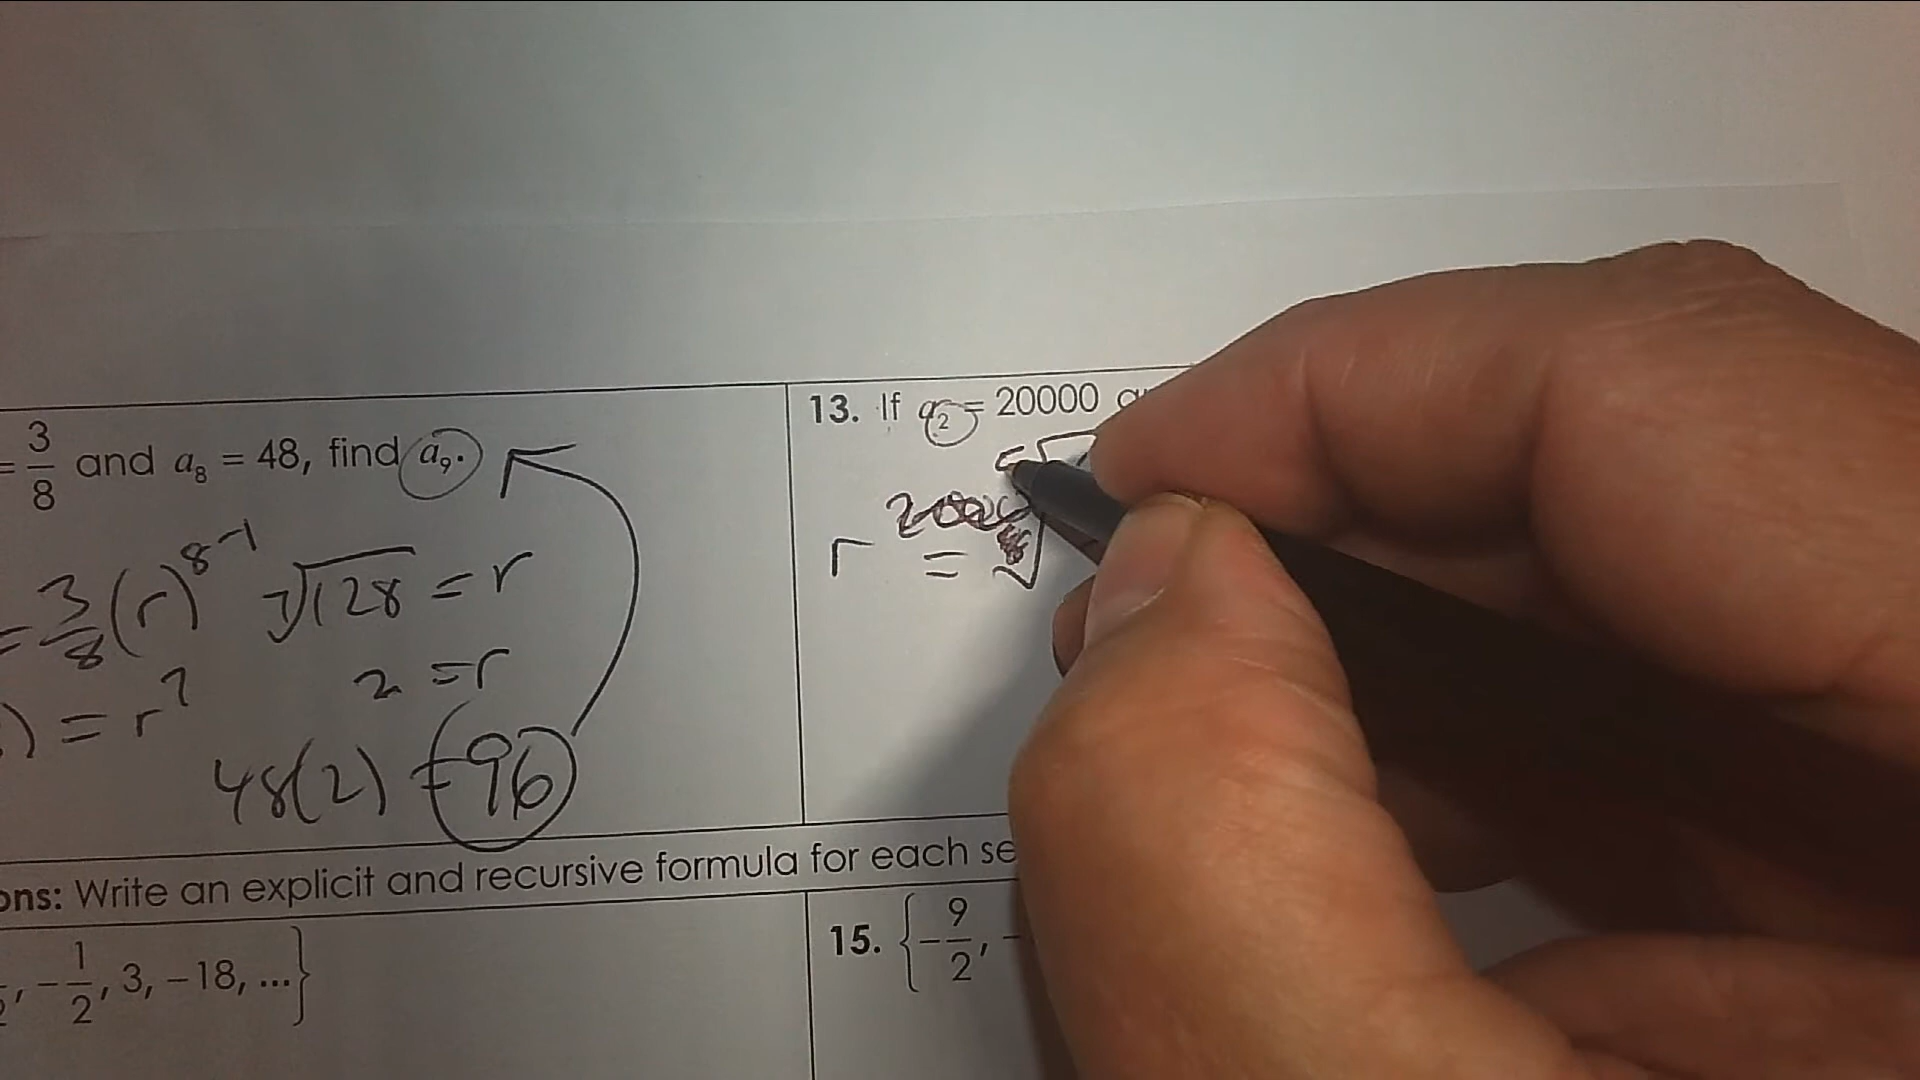 = 3/8 and a₈ = 48, find a₉.
= 3/8 (r)⁸⁻¹
⁷√128 = r
) = r⁷
2 = r
48(2) = 96
13. If a₂ = 20000
r =
ons: Write an explicit and recursive formula for each se
, -1/2, 3, -18, ...}
15. {-9/2, -